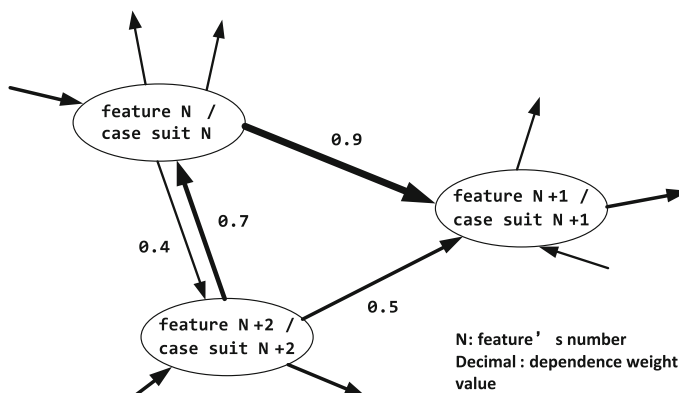 feature N /
case suit N
0.9
feature N+1 /
case suit N+1
0.4
0.7
0.5
feature N+2 /
case suit N+2
N: feature’ s number
Decimal : dependence weight
value